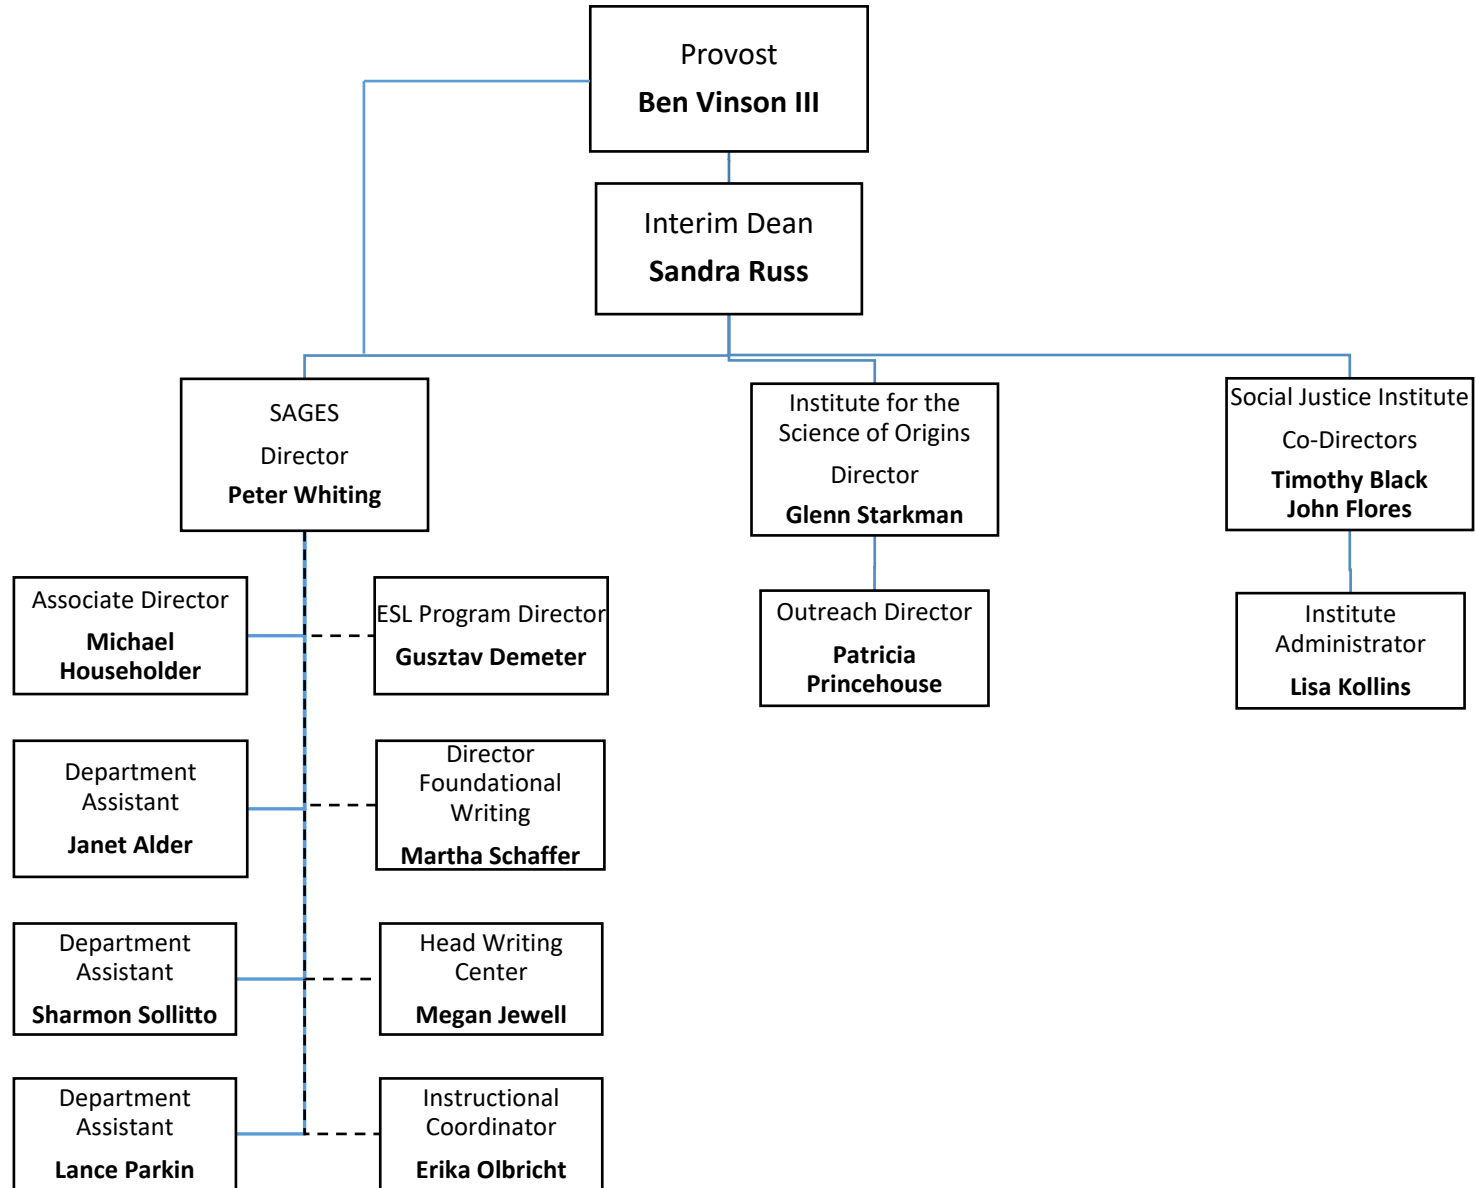 Provost
Ben Vinson III
Interim Dean
Sandra Russ
SAGES
Director
Peter Whiting
Institute for the
Science of Origins
Director
Glenn Starkman
Social Justice Institute
Co-Directors
Timothy Black
John Flores
Associate Director
Michael
Householder
ESL Program Director
Gusztav Demeter
Outreach Director
Patricia
Princehouse
Institute
Administrator
Lisa Kollins
Department
Assistant
Janet Alder
Director
Foundational
Writing
Martha Schaffer
Department
Assistant
Sharmon Sollitto
Head Writing
Center
Megan Jewell
Department
Assistant
Lance Parkin
Instructional
Coordinator
Erika Olbricht